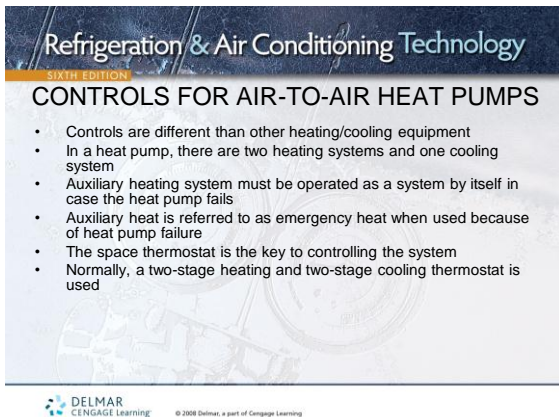 Refrigeration & Air Conditioning Technology
SIXTH EDITION
CONTROLS FOR AIR-TO-AIR HEAT PUMPS
• Controls are different than other heating/cooling equipment
• In a heat pump, there are two heating systems and one cooling
system
• Auxiliary heating system must be operated as a system by itself in
case the heat pump fails
• Auxiliary heat is referred to as emergency heat when used because
of heat pump failure
• The space thermostat is the key to controlling the system
• Normally, a two-stage heating and two-stage cooling thermostat is
used
DELMAR
CENGAGE Learning
© 2008 Delmar, a part of Cengage Learning